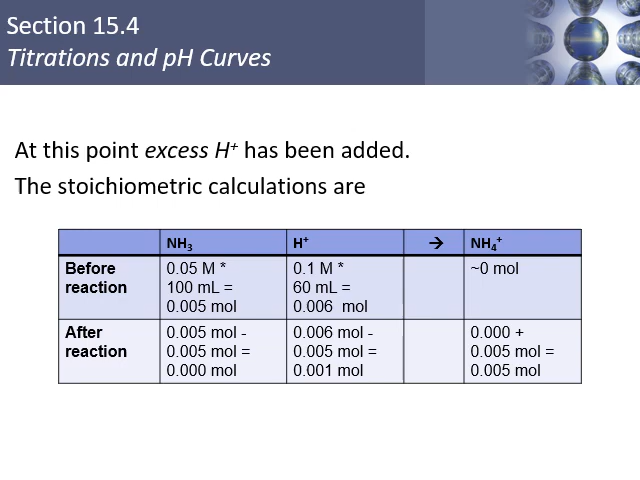 Section 15.4
Titrations and pH Curves
At this point excess H⁺ has been added.
The stoichiometric calculations are
NH₃ H⁺ → NH₄⁺
Before reaction
0.05 M *
100 mL =
0.005 mol
0.1 M *
60 mL =
0.006 mol
~0 mol
After reaction
0.005 mol -
0.005 mol =
0.000 mol
0.006 mol -
0.005 mol =
0.001 mol
0.000 +
0.005 mol =
0.005 mol